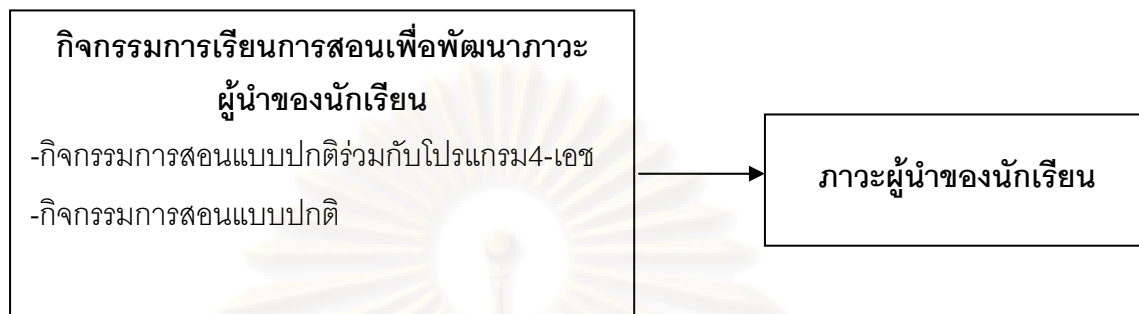 กิจกรรมการเรียนการสอนเพื่อพัฒนาภาวะ
ผู้นำของนักเรียน
-กิจกรรมการสอนแบบปกติร่วมกับโปรแกรม4-เอช
-กิจกรรมการสอนแบบปกติ
ภาวะผู้นำของนักเรียน